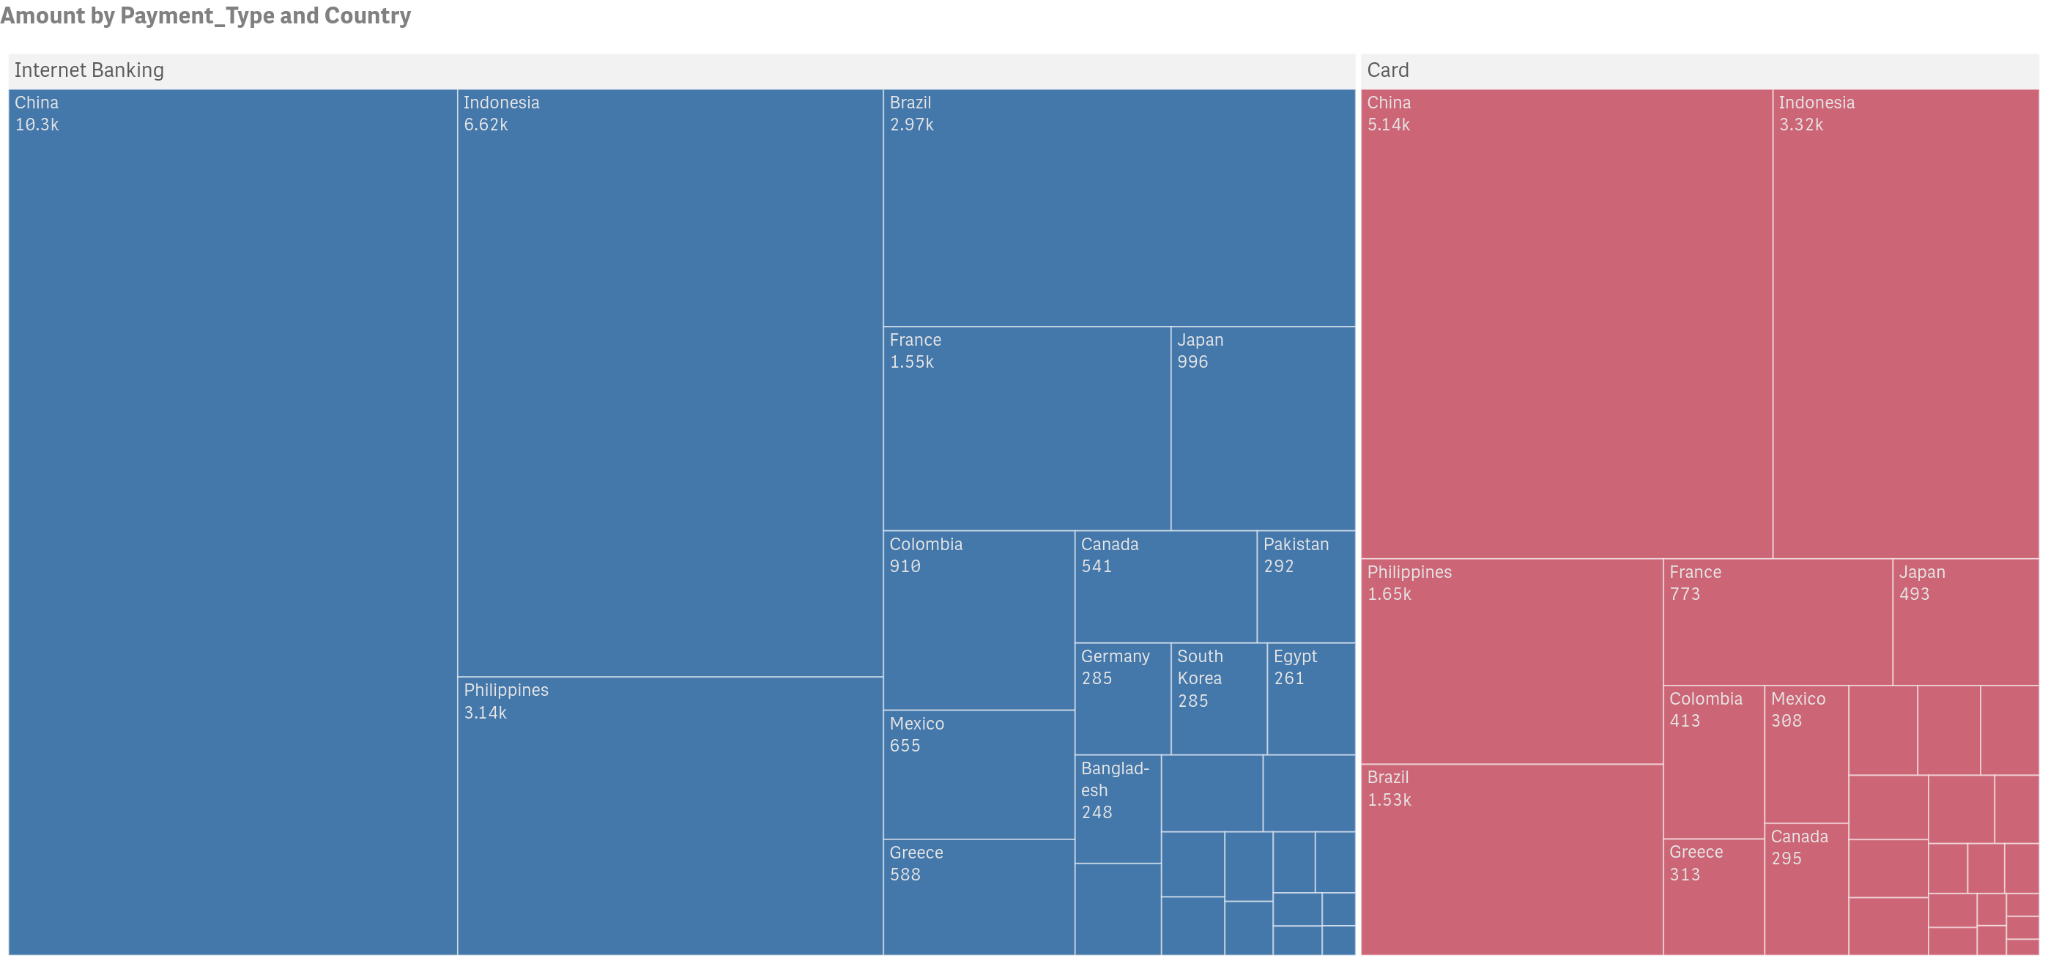 Amount by Payment_Type and Country
Internet Banking
China
10.3k
Indonesia
6.62k
Philippines
3.14k
Brazil
2.97k
France
1.55k
Japan
996
Colombia
910
Mexico
655
Greece
588
Canada
541
Pakistan
292
Germany
285
South
Korea
285
Egypt
261
Banglad-
esh
248
Card
China
5.14k
Indonesia
3.32k
Philippines
1.65k
Brazil
1.53k
France
773
Japan
493
Colombia
413
Greece
313
Mexico
308
Canada
295